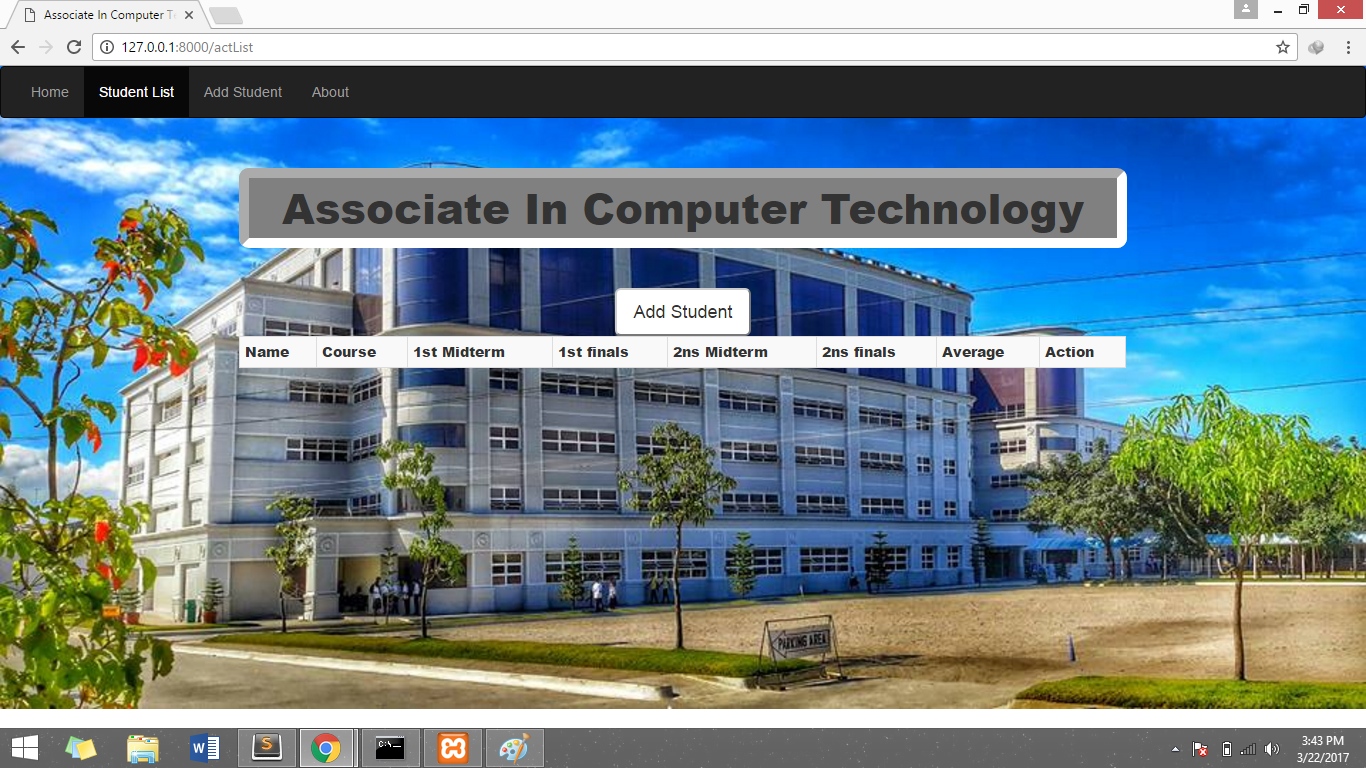 Associate In Computer T
127.0.0.1:8000/actList
Home Student List Add Student About
Associate In Computer Technology
Add Student
Name Course 1st Midterm 1st finals 2ns Midterm 2ns finals Average Action
PARKING AREA
3:43 PM
3/22/2017